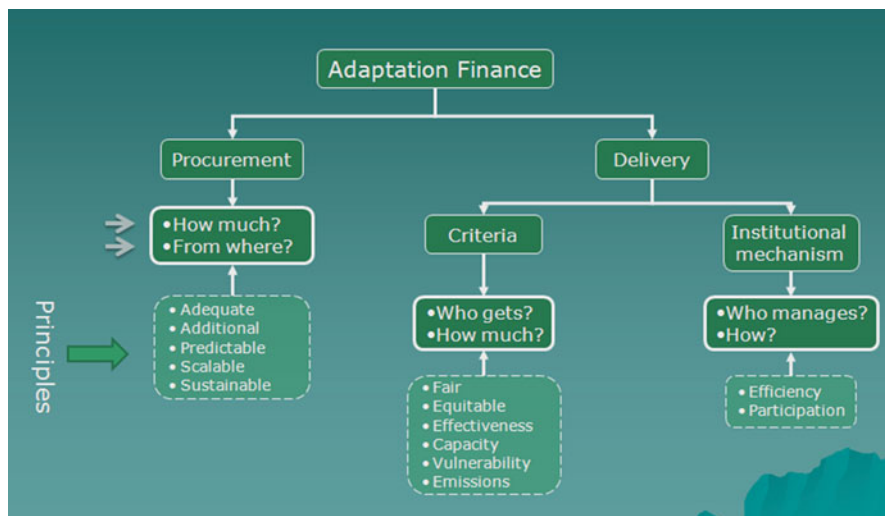 Adaptation Finance
Procurement
Delivery
•How much?
•From where?
Criteria
Institutional
mechanism
•Who gets?
•How much?
•Who manages?
•How?
Principles
• Adequate
• Additional
• Predictable
• Scalable
• Sustainable
• Fair
• Equitable
• Effectiveness
• Capacity
• Vulnerability
• Emissions
• Efficiency
• Participation